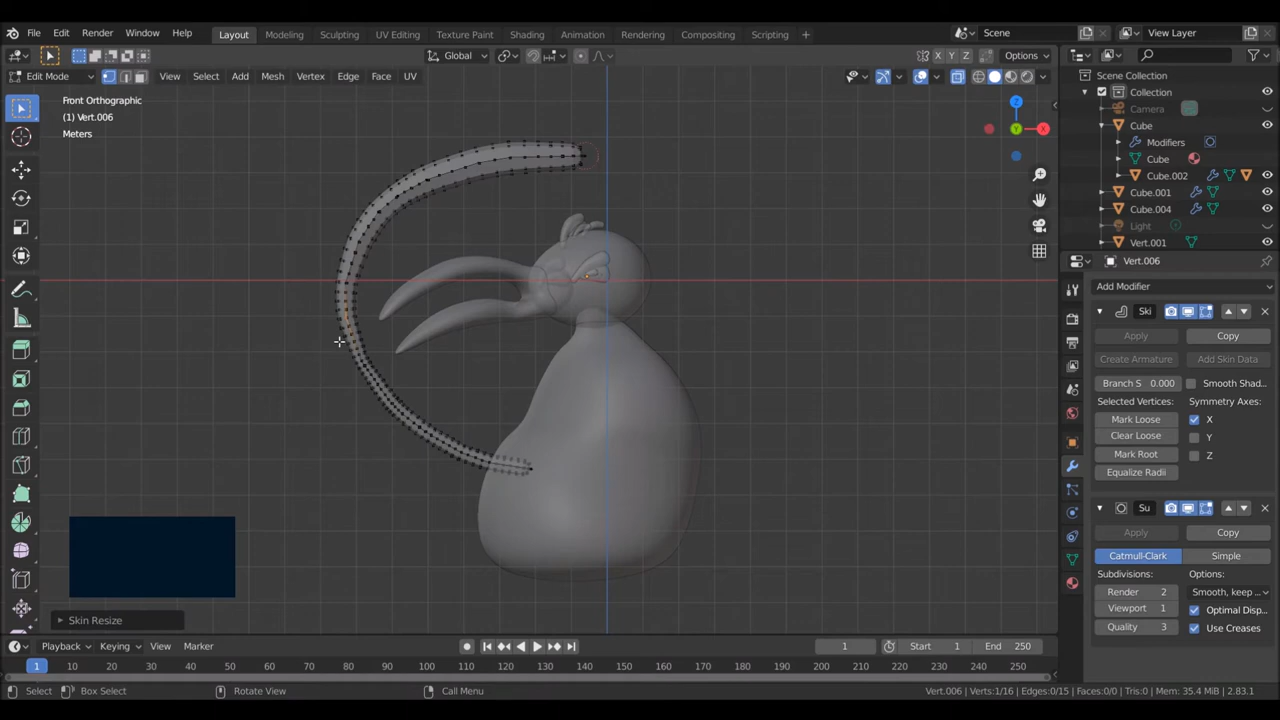 File Edit Render Window Help Layout Modeling Sculpting UV Editing Texture Paint Shading Animation Rendering Compositing Scripting + Scene View Layer
Global Options
Edit Mode View Select Add Mesh Vertex Edge Face UV X Y Z
Front Orthographic
(1) Vert.006
Meters
Z
Y
X
Scene Collection
Collection
Camera
Cube
Modifiers
Cube
Cube.002
Cube.001
Cube.004
Light
Vert.001
Vert.006
Add Modifier
Ski
Apply Copy
Create Armature Add Skin Data
Branch S 0.000 Smooth Shad...
Selected Vertices: Symmetry Axes:
Mark Loose X
Clear Loose Y
Mark Root Z
Equalize Radii
Su
Apply Copy
Catmull-Clark Simple
Subdivisions: Options:
Render 2 Smooth, keep ...
Viewport 1 Optimal Disp...
Quality 3 Use Creases
Skin Resize
Playback Keying View Marker 1 Start 1 End 250
1 10 20 30 40 50 60 70 80 90 100 110 120 130 140 150 160 170 180 190 200 210 220 230 240 250
Select Box Select Rotate View Call Menu Vert.006 | Verts:1/16 | Edges:0/15 | Faces:0/0 | Tris:0 | Mem: 35.4 MiB | 2.83.1